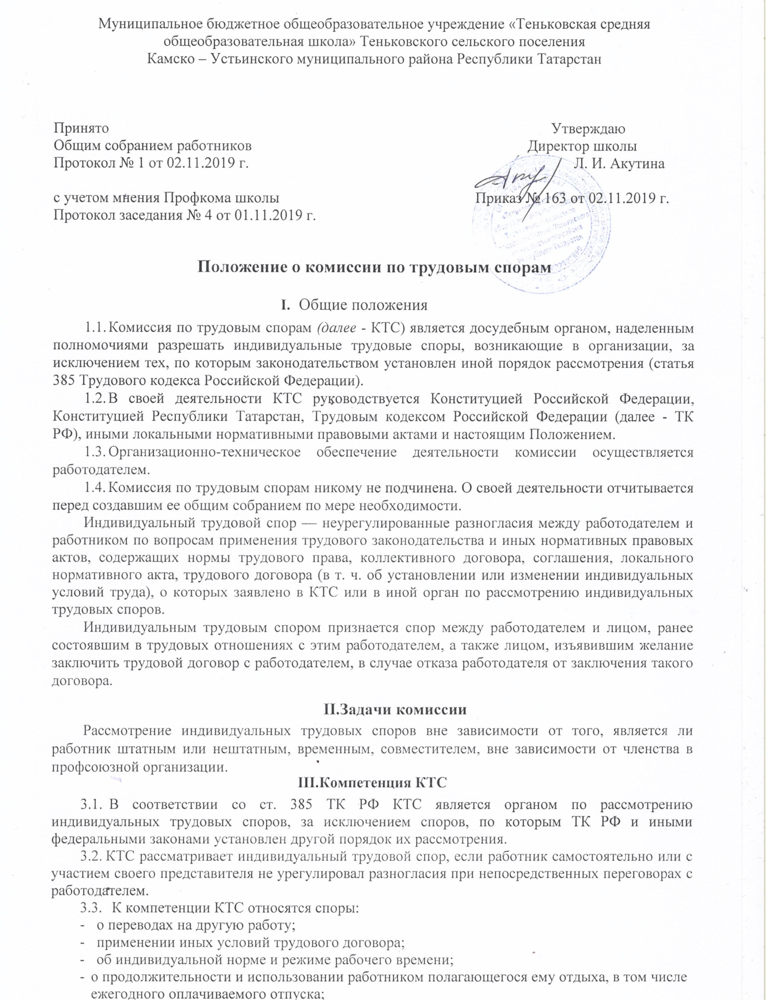 Муниципальное бюджетное общеобразовательное учреждение «Теньковская средняя
общеобразовательная школа» Теньковского сельского поселения
Камско – Устьинского муниципального района Республики Татарстан
Принято
Общим собранием работников
Протокол № 1 от 02.11.2019 г.
с учетом мнения Профкома школы
Протокол заседания № 4 от 01.11.2019 г.
Утверждаю
Директор школы
Л. И. Акутина
Приказ № 163 от 02.11.2019 г.
Положение о комиссии по трудовым спорам
I. Общие положения
1.1. Комиссия по трудовым спорам (далее - КТС) является досудебным органом, наделенным
полномочиями разрешать индивидуальные трудовые споры, возникающие в организации, за
исключением тех, по которым законодательством установлен иной порядок рассмотрения (статья
385 Трудового кодекса Российской Федерации).
1.2. В своей деятельности КТС руководствуется Конституцией Российской Федерации,
Конституцией Республики Татарстан, Трудовым кодексом Российской Федерации (далее - ТК
РФ), иными локальными нормативными правовыми актами и настоящим Положением.
1.3. Организационно-техническое обеспечение деятельности комиссии осуществляется
работодателем.
1.4. Комиссия по трудовым спорам никому не подчинена. О своей деятельности отчитывается
перед создавшим ее общим собранием по мере необходимости.
Индивидуальный трудовой спор — неурегулированные разногласия между работодателем и
работником по вопросам применения трудового законодательства и иных нормативных правовых
актов, содержащих нормы трудового права, коллективного договора, соглашения, локального
нормативного акта, трудового договора (в т. ч. об установлении или изменении индивидуальных
условий труда), о которых заявлено в КТС или в иной орган по рассмотрению индивидуальных
трудовых споров.
Индивидуальным трудовым спором признается спор между работодателем и лицом, ранее
состоявшим в трудовых отношениях с этим работодателем, а также лицом, изъявившим желание
заключить трудовой договор с работодателем, в случае отказа работодателя от заключения такого
договора.
II.Задачи комиссии
Рассмотрение индивидуальных трудовых споров вне зависимости от того, является ли
работник штатным или нештатным, временным, совместителем, вне зависимости от членства в
профсоюзной организации.
III.Компетенция КТС
3.1. В соответствии со ст. 385 ТК РФ КТС является органом по рассмотрению
индивидуальных трудовых споров, за исключением споров, по которым ТК РФ и иными
федеральными законами установлен другой порядок их рассмотрения.
3.2. КТС рассматривает индивидуальный трудовой спор, если работник самостоятельно или с
участием своего представителя не урегулировал разногласия при непосредственных переговорах с
работодателем.
3.3. К компетенции КТС относятся споры:
- о переводах на другую работу;
- применении иных условий трудового договора;
- об индивидуальной норме и режиме рабочего времени;
- о продолжительности и использовании работником полагающегося ему отдыха, в том числе
ежегодного оплачиваемого отпуска;